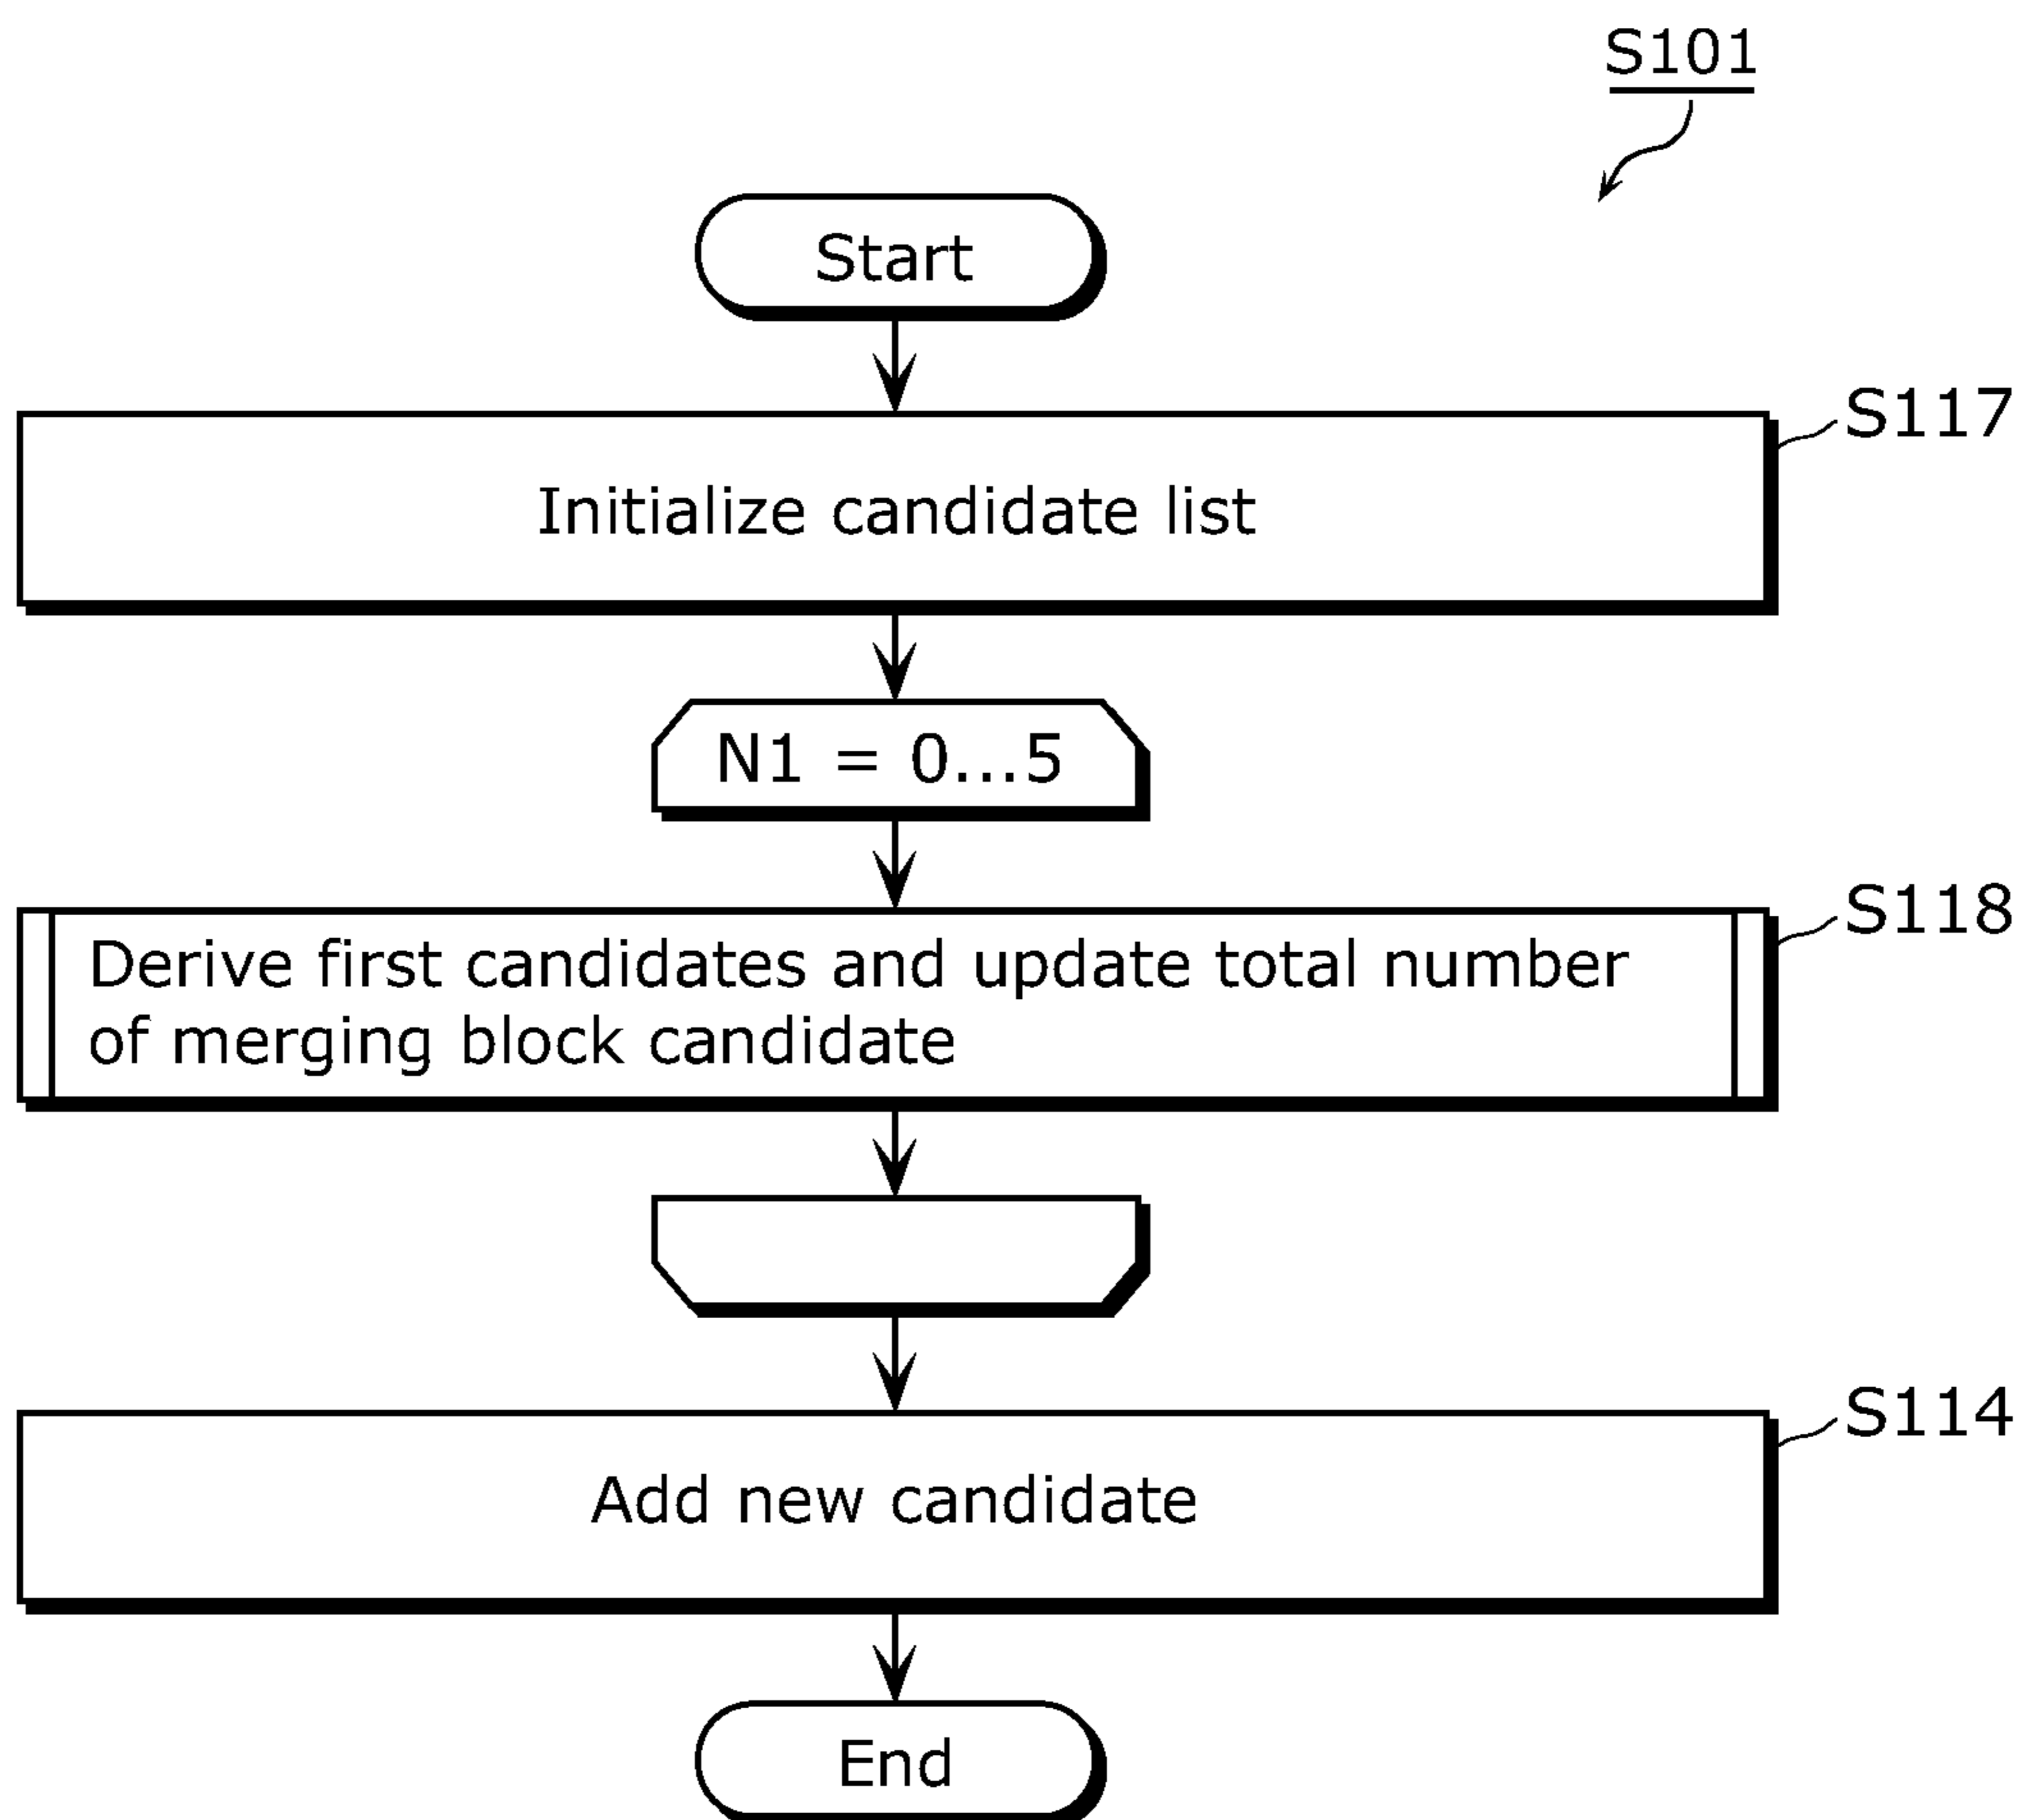 S101
Start
S117
Initialize candidate list
N1 = 0...5
S118
Derive first candidates and update total number
of merging block candidate
S114
Add new candidate
End